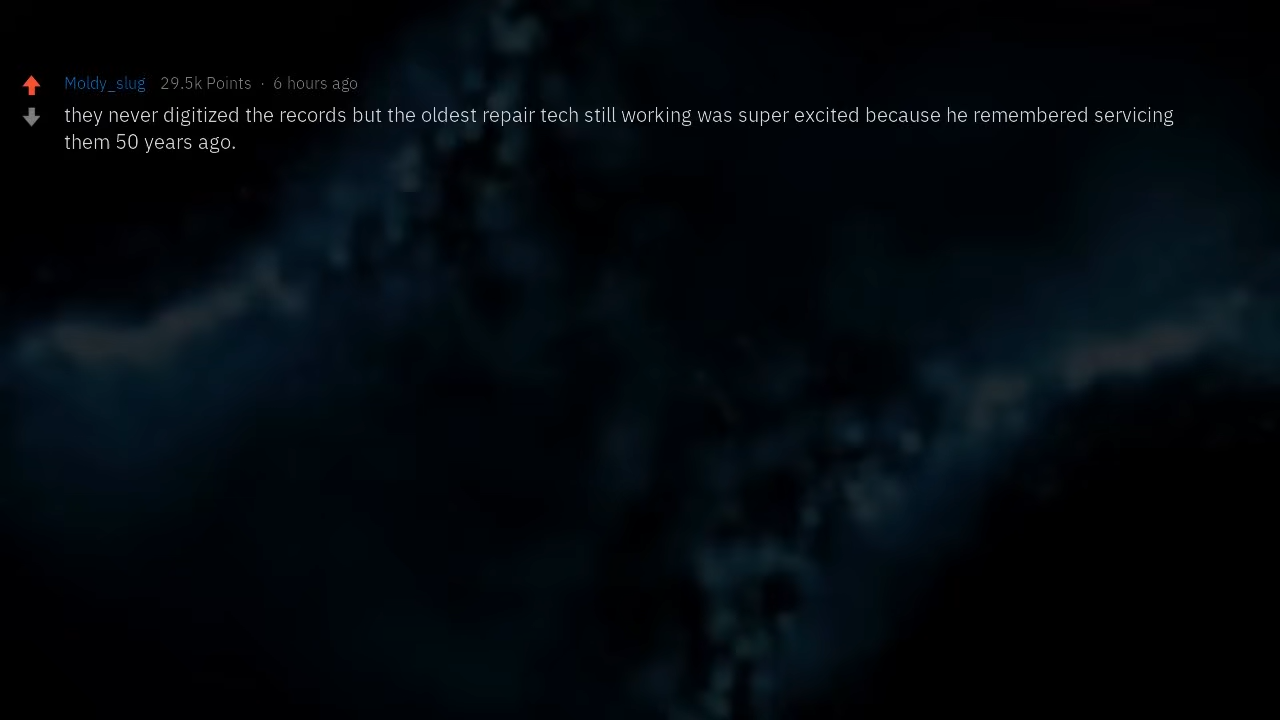 Moldy_slug 29.5k Points · 6 hours ago
they never digitized the records but the oldest repair tech still working was super excited because he remembered servicing
them 50 years ago.